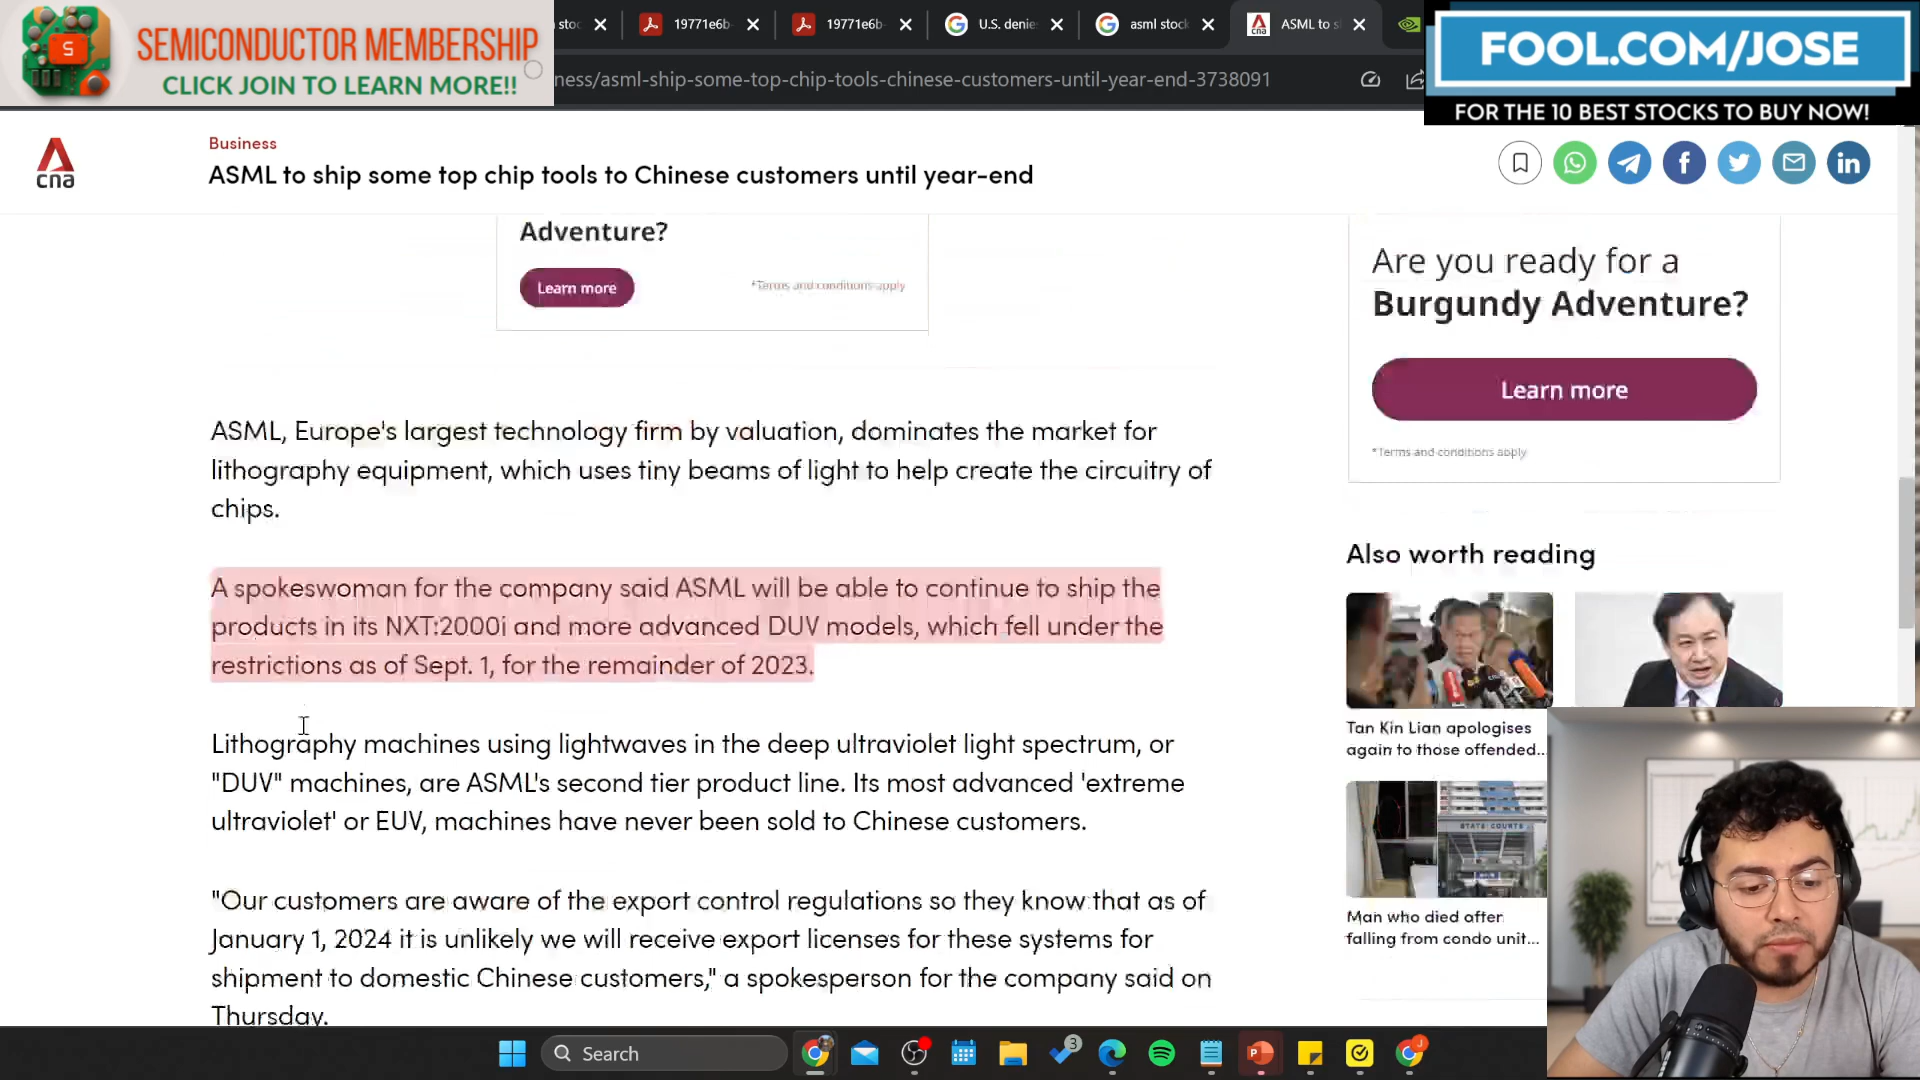 SEMICONDUCTOR MEMBERSHIP
CLICK JOIN TO LEARN MORE!!
S
19771e6b-
19771e6b-
U.S. denie
asml stock
ASML to s
ness/asml-ship-some-top-chip-tools-chinese-customers-until-year-end-3738091
FOOL.COM/JOSE
FOR THE 10 BEST STOCKS TO BUY NOW!
cna
Business
ASML to ship some top chip tools to Chinese customers until year-end
Adventure?
Learn more
*Terms and conditions apply
Are you ready for a
Burgundy Adventure?
Learn more
*Terms and conditions apply
ASML, Europe's largest technology firm by valuation, dominates the market for
lithography equipment, which uses tiny beams of light to help create the circuitry of
chips.
A spokeswoman for the company said ASML will be able to continue to ship the
products in its NXT:2000i and more advanced DUV models, which fell under the
restrictions as of Sept. 1, for the remainder of 2023.
Lithography machines using lightwaves in the deep ultraviolet light spectrum, or
"DUV" machines, are ASML's second tier product line. Its most advanced 'extreme
ultraviolet' or EUV, machines have never been sold to Chinese customers.
"Our customers are aware of the export control regulations so they know that as of
January 1, 2024 it is unlikely we will receive export licenses for these systems for
shipment to domestic Chinese customers," a spokesperson for the company said on
Thursday.
Also worth reading
Tan Kin Lian apologises
again to those offended...
STATE COURTS
Man who died after
falling from condo unit...
Search
3